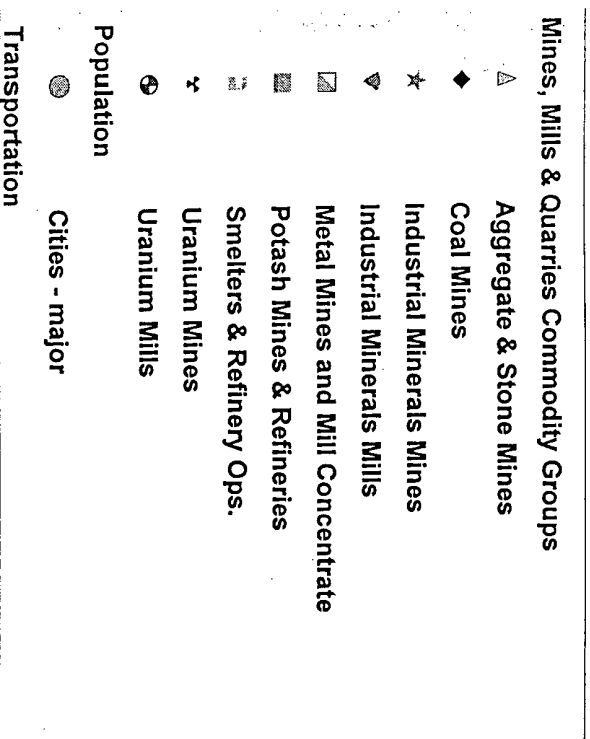 Mines, Mills & Quarries Commodity Groups
Aggregate & Stone Mines
Coal Mines
Industrial Minerals Mines
Industrial Minerals Mills
Metal Mines and Mill Concentrate
Potash Mines & Refineries
Smelters & Refinery Ops.
Uranium Mines
Uranium Mills
Population
Cities - major
Transportation